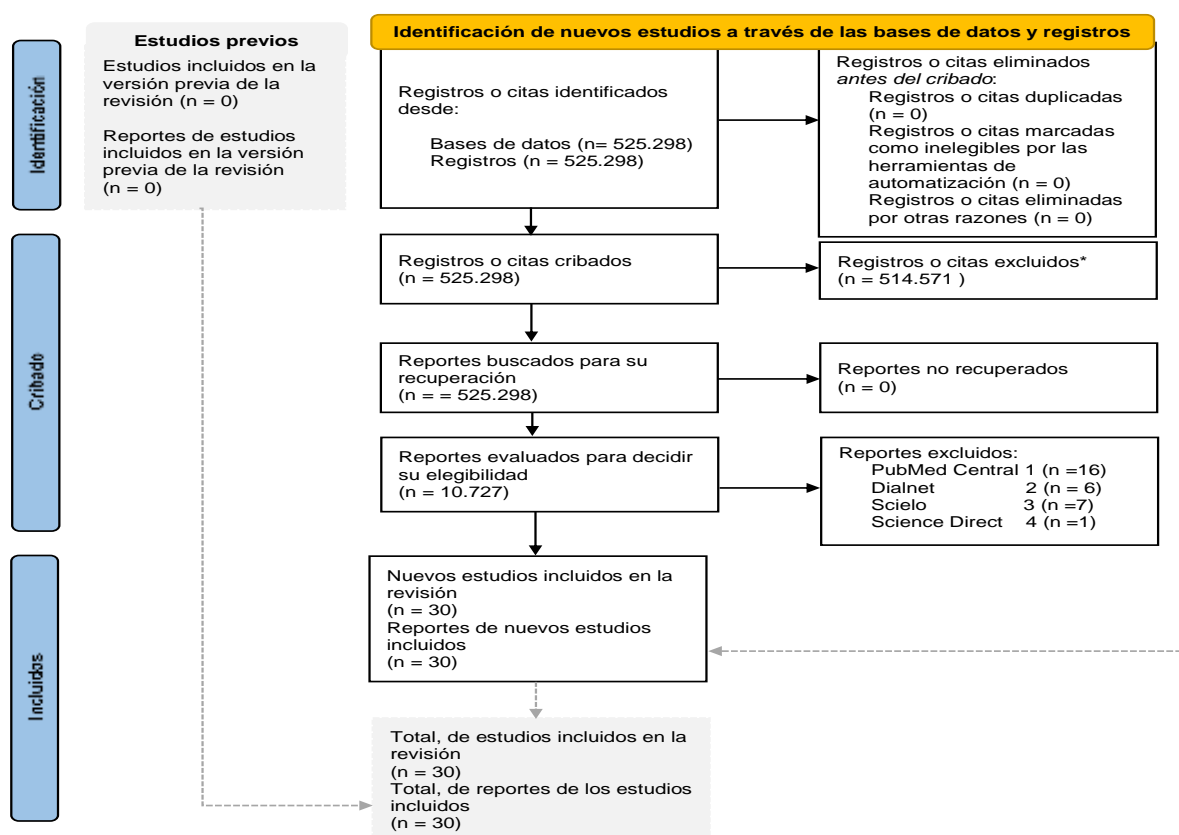 Identificación de nuevos estudios a través de las bases de datos y registros
Estudios previos
Estudios incluidos en la
versión previa de la
revisión (n = 0)
Reportes de estudios
incluidos en la versión
previa de la revisión
(n = 0)
Identificación
Registros o citas identificados
desde:
Bases de datos (n= 525.298)
Registros (n = 525.298)
Registros o citas eliminados
antes del cribado:
Registros o citas duplicadas
(n = 0)
Registros o citas marcadas
como inelegibles por las
herramientas de
automatización (n = 0)
Registros o citas eliminadas
por otras razones (n = 0)
Cribado
Registros o citas cribados
(n = 525.298)
Registros o citas excluidos*
(n = 514.571 )
Reportes buscados para su
recuperación
(n = = 525.298)
Reportes no recuperados
(n = 0)
Reportes evaluados para decidir
su elegibilidad
(n = 10.727)
Reportes excluidos:
PubMed Central 1 (n =16)
Dialnet 2 (n = 6)
Scielo 3 (n =7)
Science Direct 4 (n =1)
Incluidos
Nuevos estudios incluidos en la
revisión
(n = 30)
Reportes de nuevos estudios
incluidos
(n = 30)
Total, de estudios incluidos en la
revisión
(n = 30)
Total, de reportes de los estudios
incluidos
(n = 30)